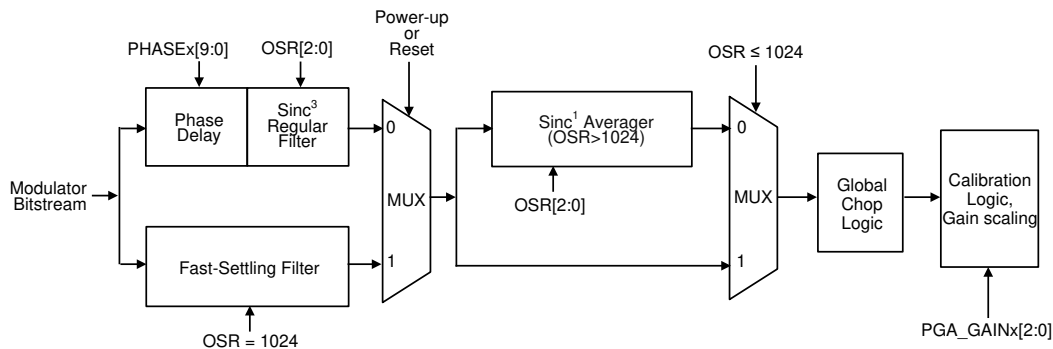 Power-up
or
Reset
PHASEx[9:0]
OSR[2:0]
OSR ≤ 1024
Phase
Delay
Sinc³
Regular
Filter
0
Sinc¹ Averager
(OSR>1024)
0
Modulator
Bitstream
MUX
OSR[2:0]
MUX
Global
Chop
Logic
Calibration
Logic,
Gain scaling
Fast-Settling Filter
1
1
OSR = 1024
PGA_GAINx[2:0]